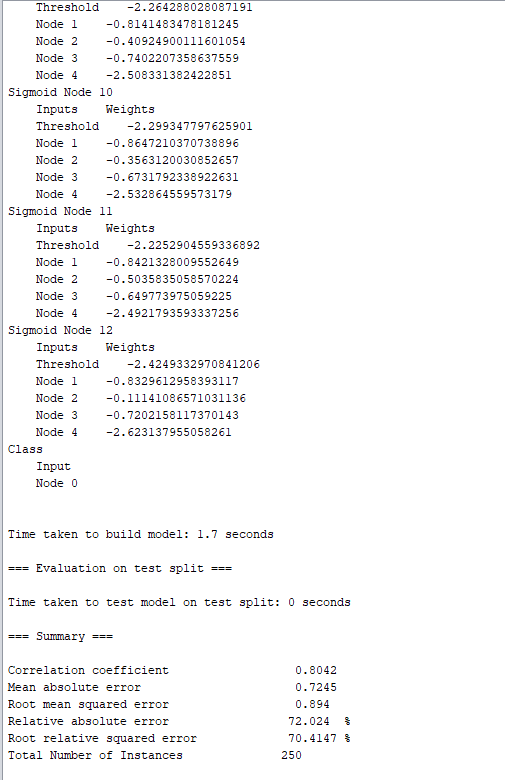 Threshold -2.264288028087191
Node 1 -0.8141483478181245
Node 2 -0.40924900111601054
Node 3 -0.7402207358637559
Node 4 -2.508331382422851
Sigmoid Node 10
Inputs Weights
Threshold -2.299347797625901
Node 1 -0.8647210370738896
Node 2 -0.3563120030852657
Node 3 -0.6731792338922631
Node 4 -2.532864559573179
Sigmoid Node 11
Inputs Weights
Threshold -2.2252904559336892
Node 1 -0.8421328009552649
Node 2 -0.5035835058570224
Node 3 -0.649773975059225
Node 4 -2.4921793593337256
Sigmoid Node 12
Inputs Weights
Threshold -2.4249332970841206
Node 1 -0.8329612958393117
Node 2 -0.11141086571031136
Node 3 -0.7202158117370143
Node 4 -2.623137955058261
Class
Input
Node 0
Time taken to build model: 1.7 seconds
=== Evaluation on test split ===
Time taken to test model on test split: 0 seconds
=== Summary ===
Correlation coefficient 0.8042
Mean absolute error 0.7245
Root mean squared error 0.894
Relative absolute error 72.024 %
Root relative squared error 70.4147 %
Total Number of Instances 250